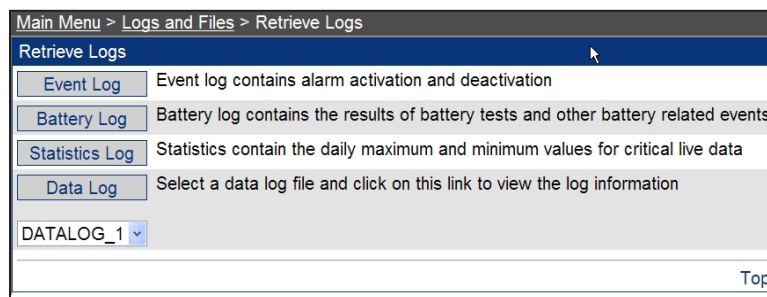 Main Menu > Logs and Files > Retrieve Logs
Retrieve Logs
Event Log Event log contains alarm activation and deactivation
Battery Log Battery log contains the results of battery tests and other battery related events
Statistics Log Statistics contain the daily maximum and minimum values for critical live data
Data Log Select a data log file and click on this link to view the log information
DATALOG_1
Top